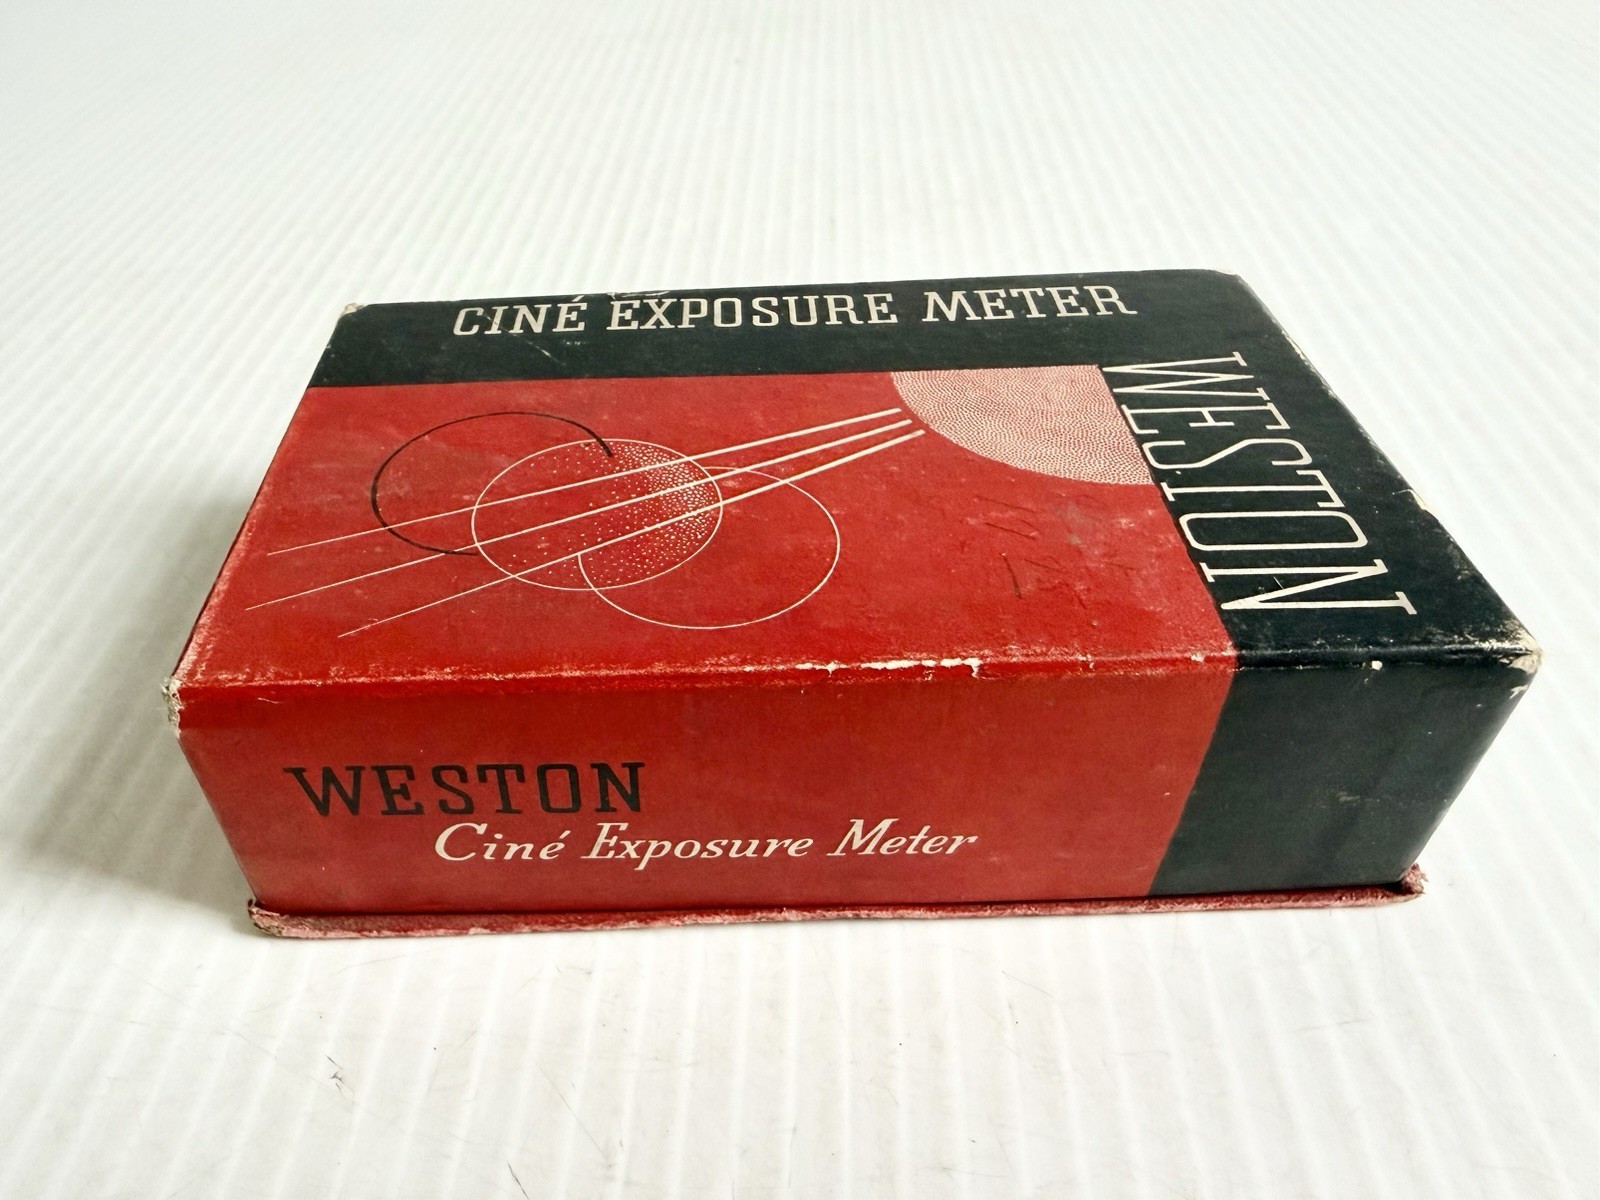 CINÉ EXPOSURE METER
WESTON
WESTON
Ciné Exposure Meter